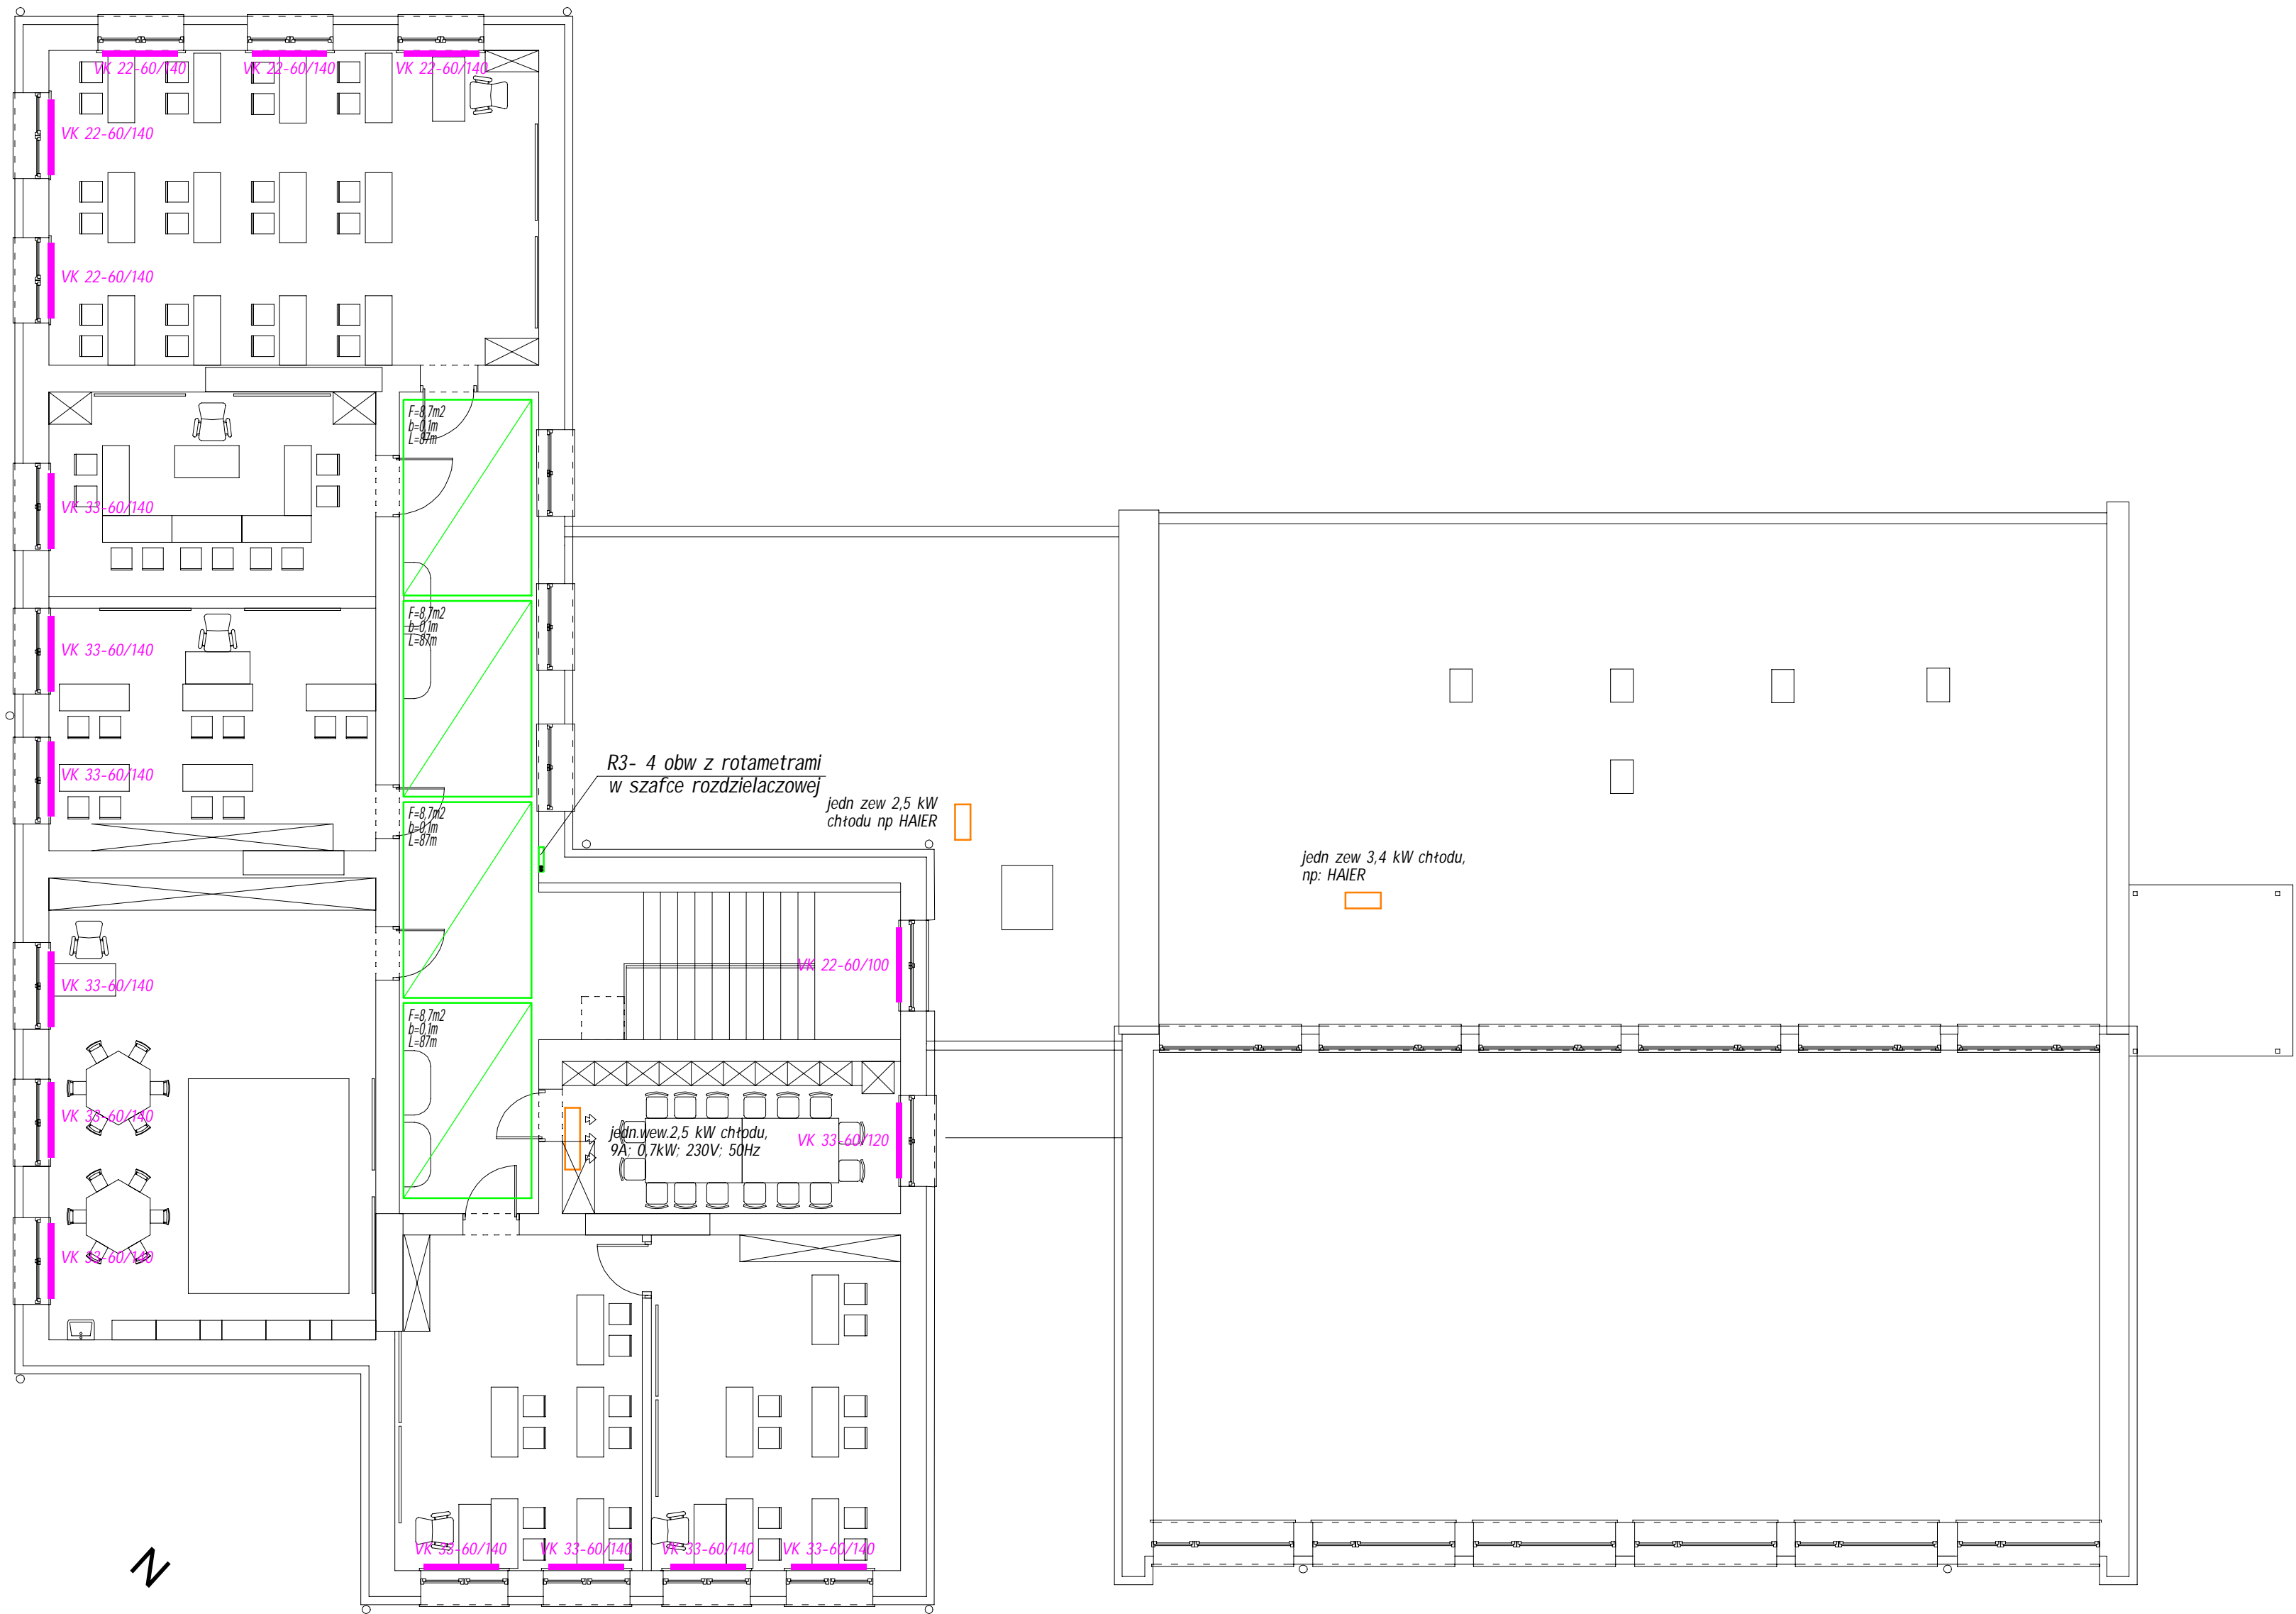 VK 22-60/140
VK 22-60/140
VK 22-60/140
VK 22-60/140
VK 22-60/140
F=8,7m2
b=0,1m
L=87m
VK 33-60/140
F=8,7m2
b=0,1m
L=87m
VK 33-60/140
R3- 4 obw z rotametrami
w szafce rozdzielaczowej
VK 33-60/140
jedn zew 2,5 kW
chłodu np HAIER
F=8,7m2
b=0,1m
L=87m
jedn zew 3,4 kW chłodu,
np: HAIER
VK 22-60/100
VK 33-60/140
F=8,7m2
b=0,1m
L=87m
VK 33-60/140
jedn.wew.2,5 kW chłodu,
9A; 0,7kW; 230V; 50Hz
VK 33-60/120
VK 33-60/140
VK 33-60/140
VK 33-60/140
VK 33-60/140
VK 33-60/140
N